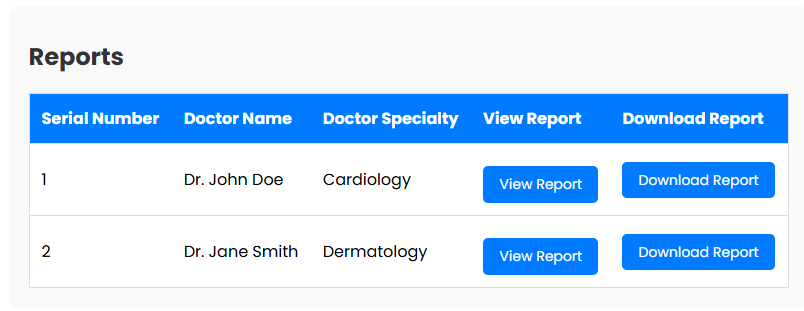 Reports
Serial Number Doctor Name Doctor Specialty View Report Download Report
1 Dr. John Doe Cardiology View Report Download Report
2 Dr. Jane Smith Dermatology View Report Download Report